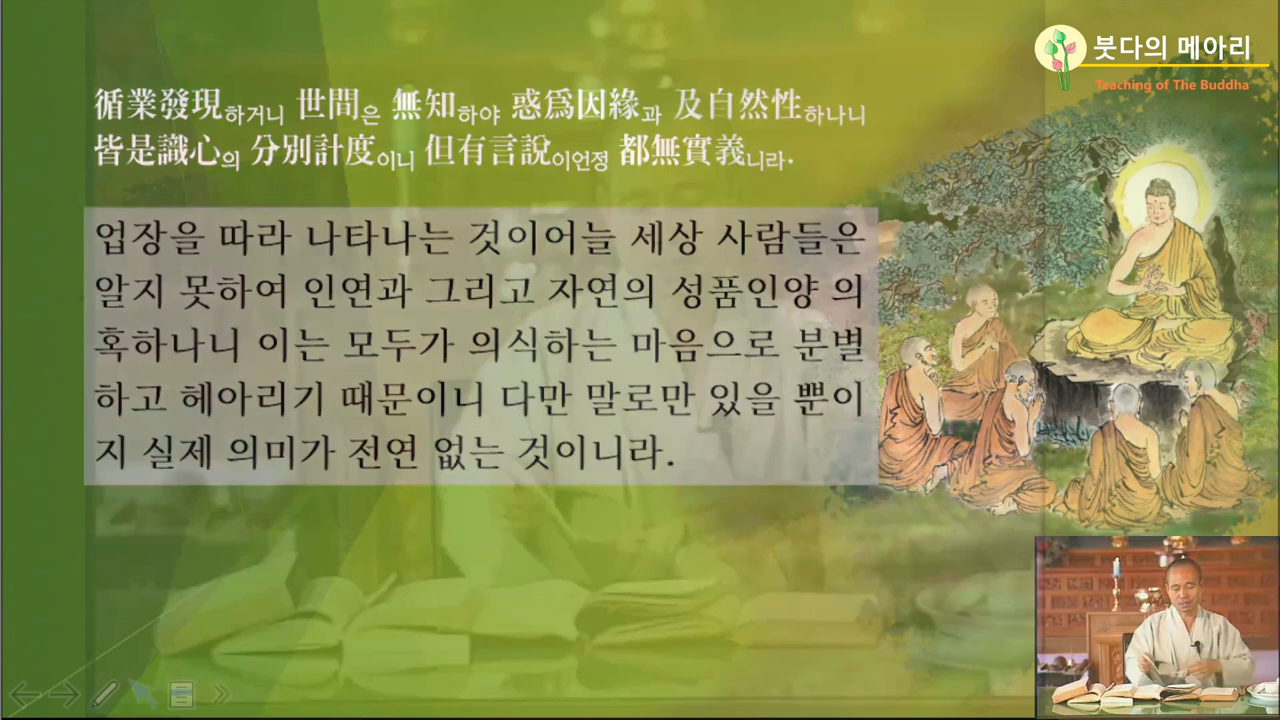 붓다의 메아리
Teaching of The Buddha
循業發現하거니 世間은 無知하야 惑爲因緣과 及自然性하나니
皆是識心의 分別計度이니 但有言說이언정 都無實義니라.
업장을 따라 나타나는 것이어늘 세상 사람들은
알지 못하여 인연과 그리고 자연의 성품인양 의
혹하나니 이는 모두가 의식하는 마음으로 분별
하고 헤아리기 때문이니 다만 말로만 있을 뿐이
지 실제 의미가 전연 없는 것이니라.